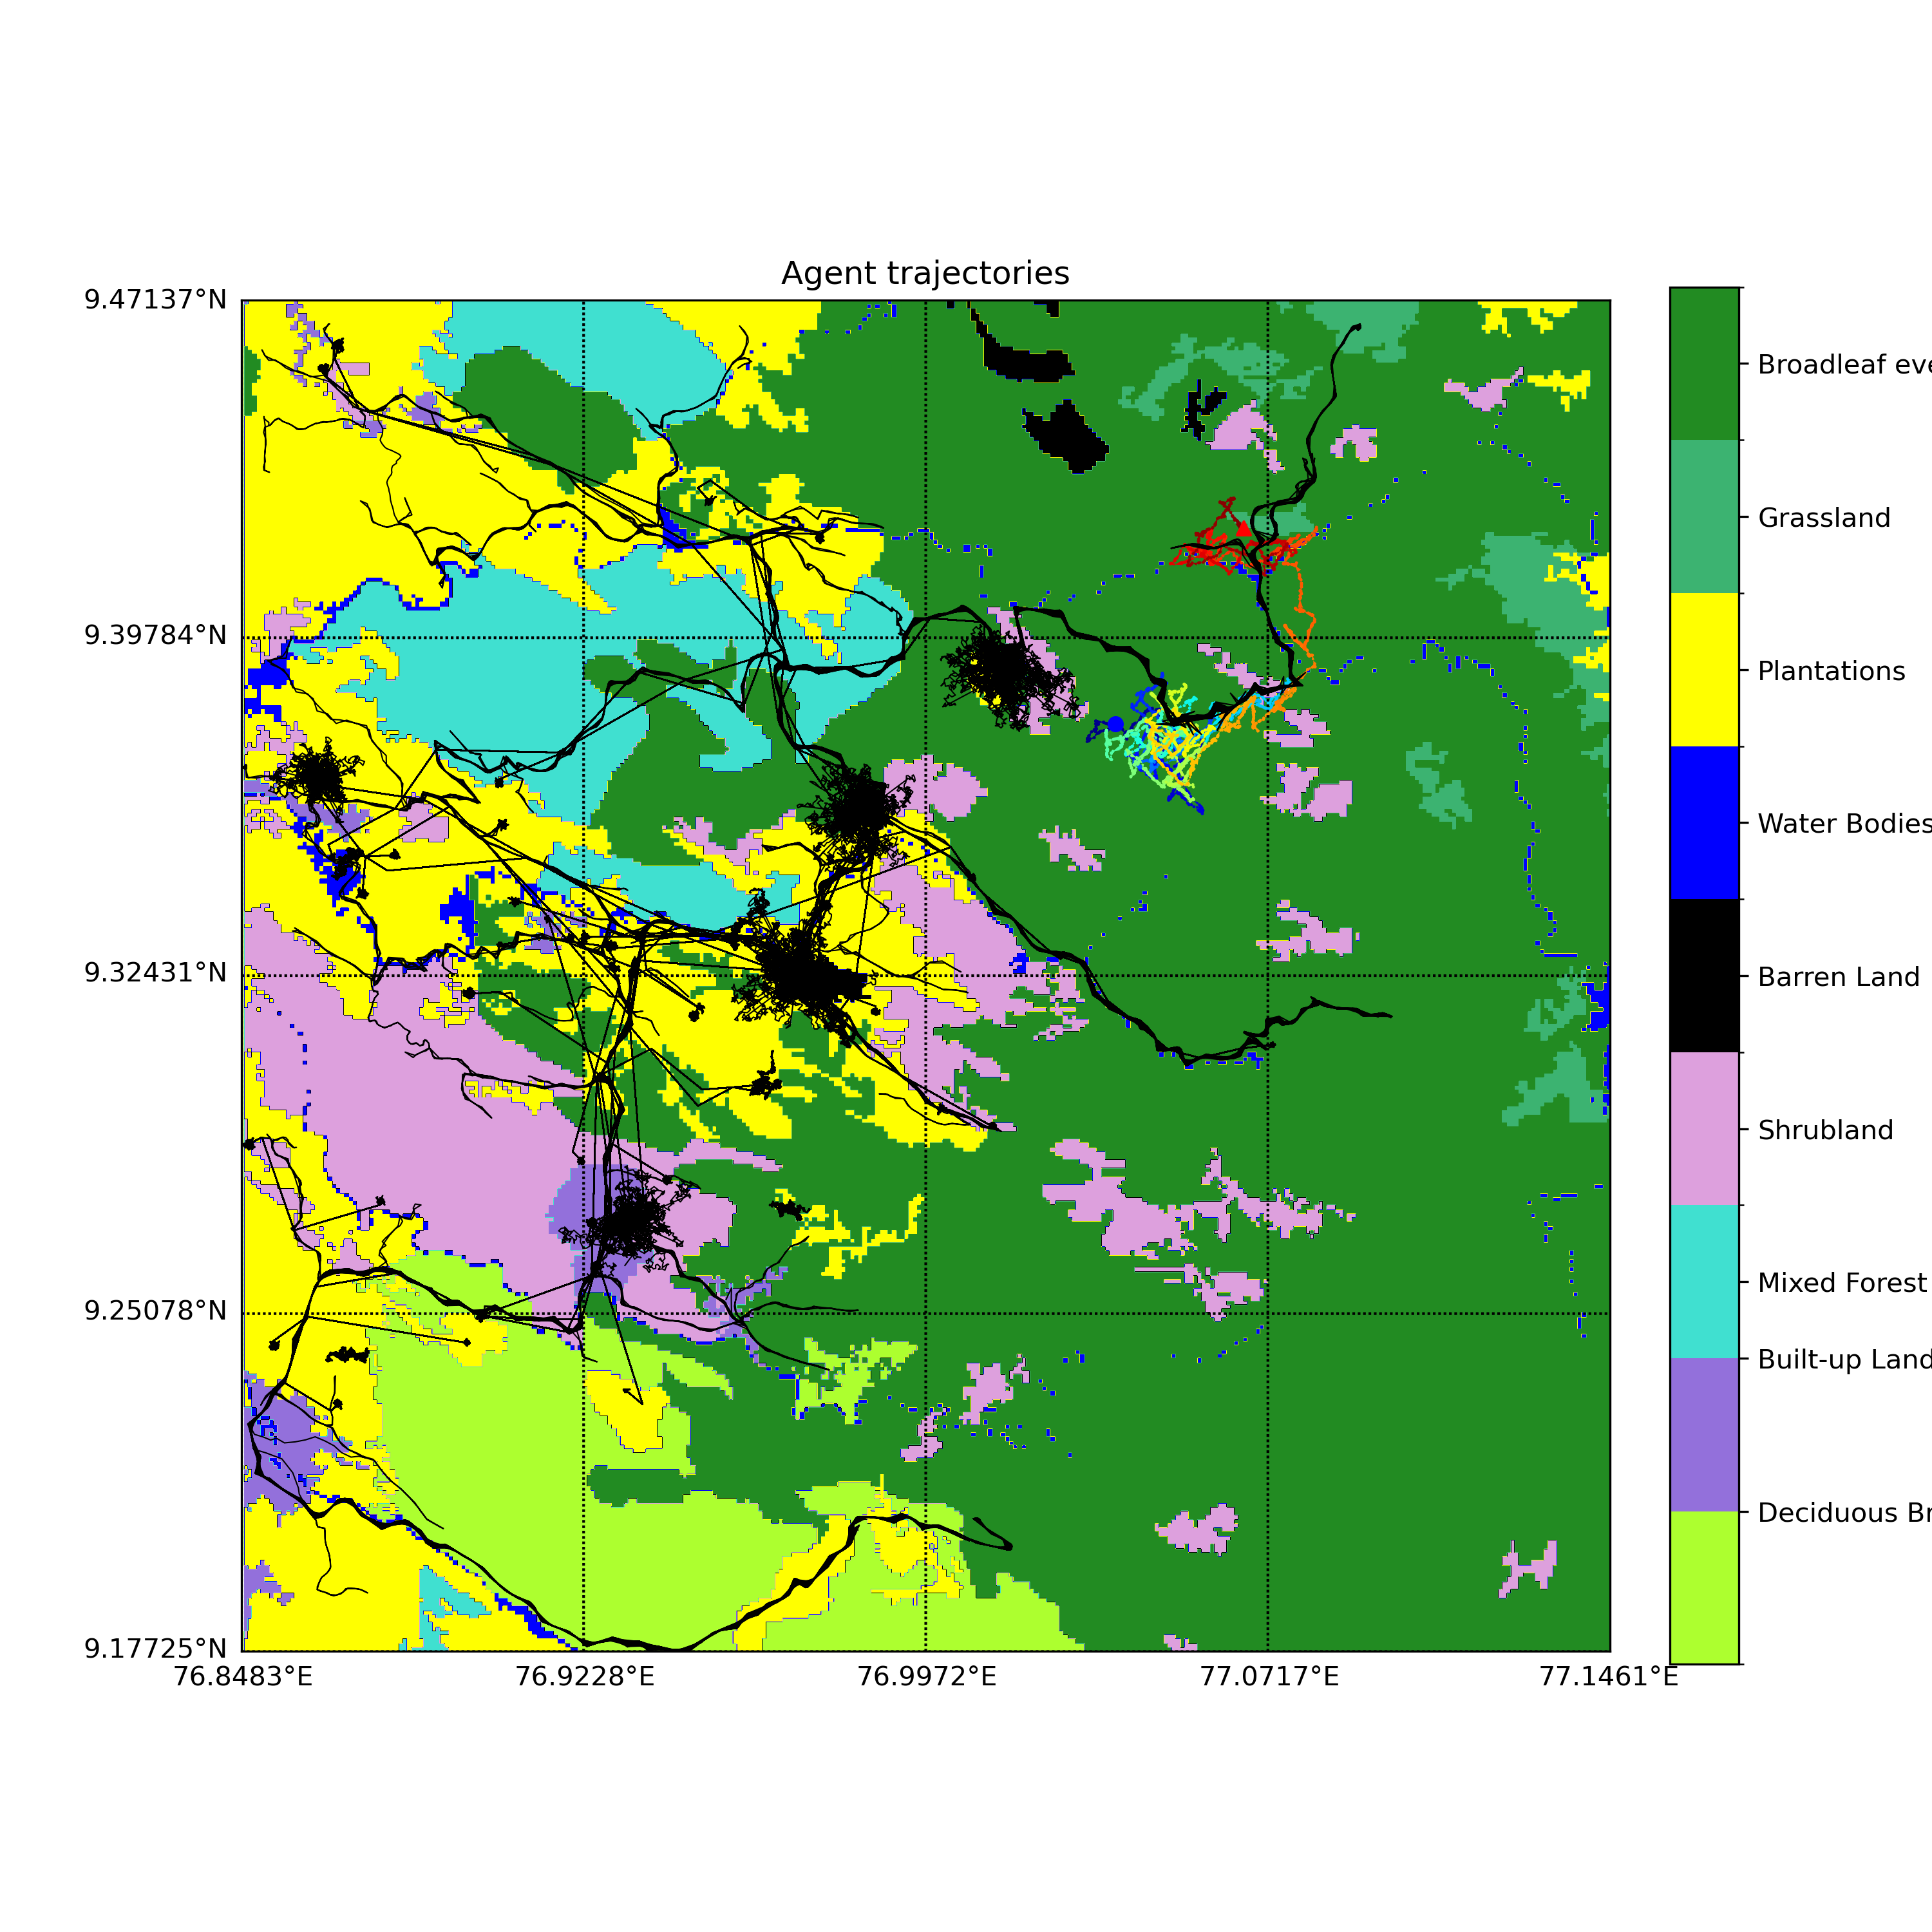 Agent trajectories
9.47137°N
9.39784°N
9.32431°N
9.25078°N
9.17725°N
76.8483°E
76.9228°E
76.9972°E
77.0717°E
77.1461°E
Broadleaf eve
Grassland
Plantations
Water Bodies
Barren Land
Shrubland
Mixed Forest
Built-up Land
Deciduous Br